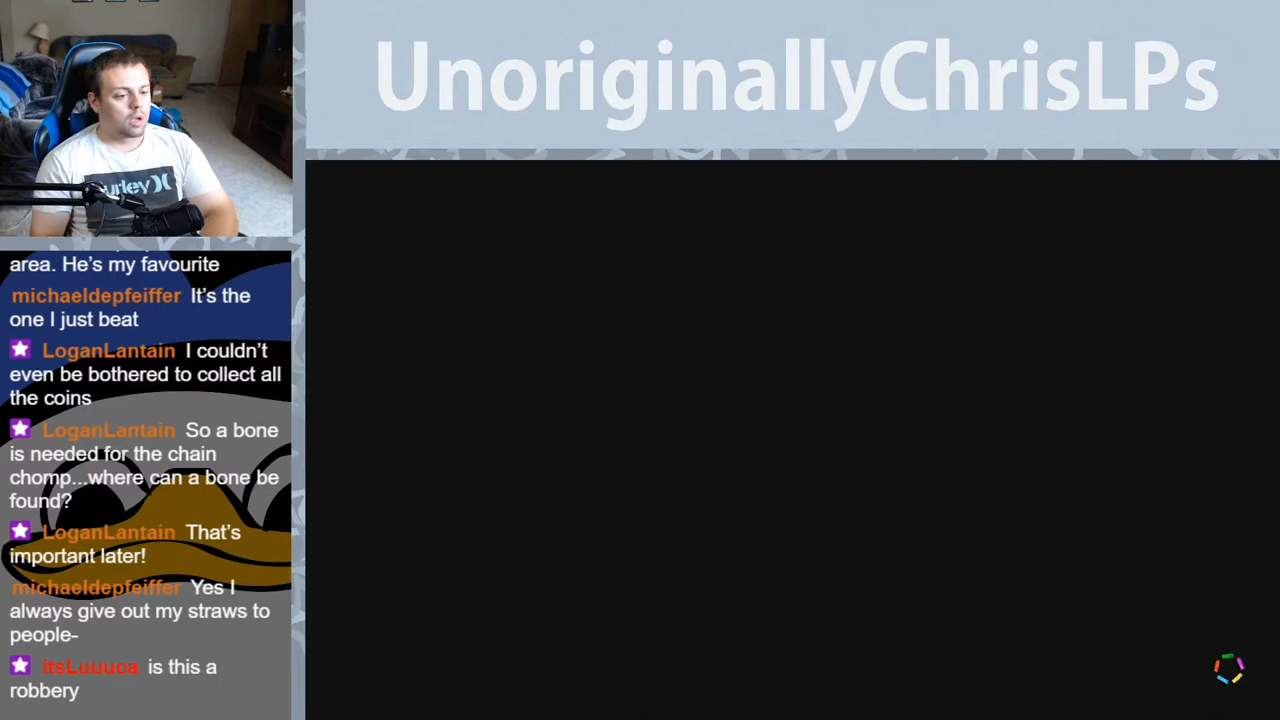 UnoriginallyChrisLPs
urley
area. He's my favourite
michaeldepfeiffer It's the
one I just beat
LoganLantain I couldn't
even be bothered to collect all
the coins
LoganLantain So a bone
is needed for the chain
chomp...where can a bone be
found?
LoganLantain That's
important later!
michaeldepfeiffer Yes I
always give out my straws to
people-
itsLuuuca is this a
robbery